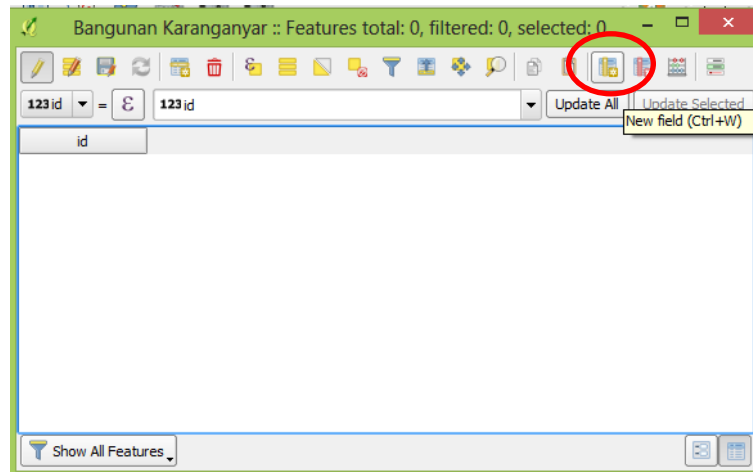 Bangunan Karanganyar :: Features total: 0, filtered: 0, selected: 0
123 id = ε 123 id Update All Update Selected
New field (Ctrl+W)
id
Show All Features